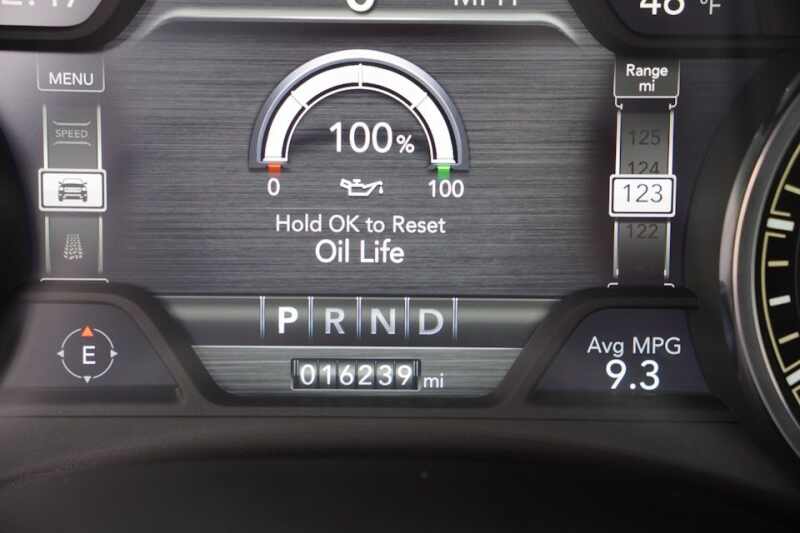 MPH
°F
MENU
SPEED
100%
0
100
Hold OK to Reset
Oil Life
Range
mi
125
124
123
122
P R N D
E
016239 mi
Avg MPG
9.3